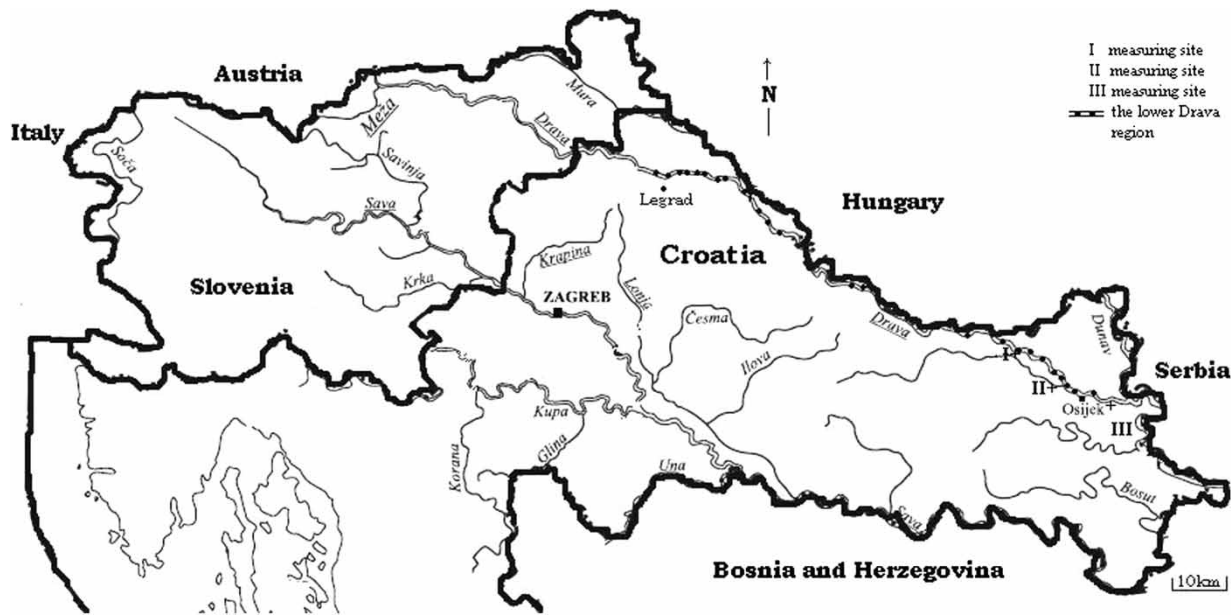 I measuring site
II measuring site
III measuring site
the lower Drava
region
Austria
Italy
N
Mura
Meža
Drava
Soča
Savinja
Sava
Legrad
Hungary
Croatia
Slovenia
Krka
Krapina
ZAGREB
Lonja
Česma
Ilova
Drava
Dunav
Serbia
I
II
Osijek
III
Kupa
Glina
Korana
Una
Sava
Bosut
Bosnia and Herzegovina
10km